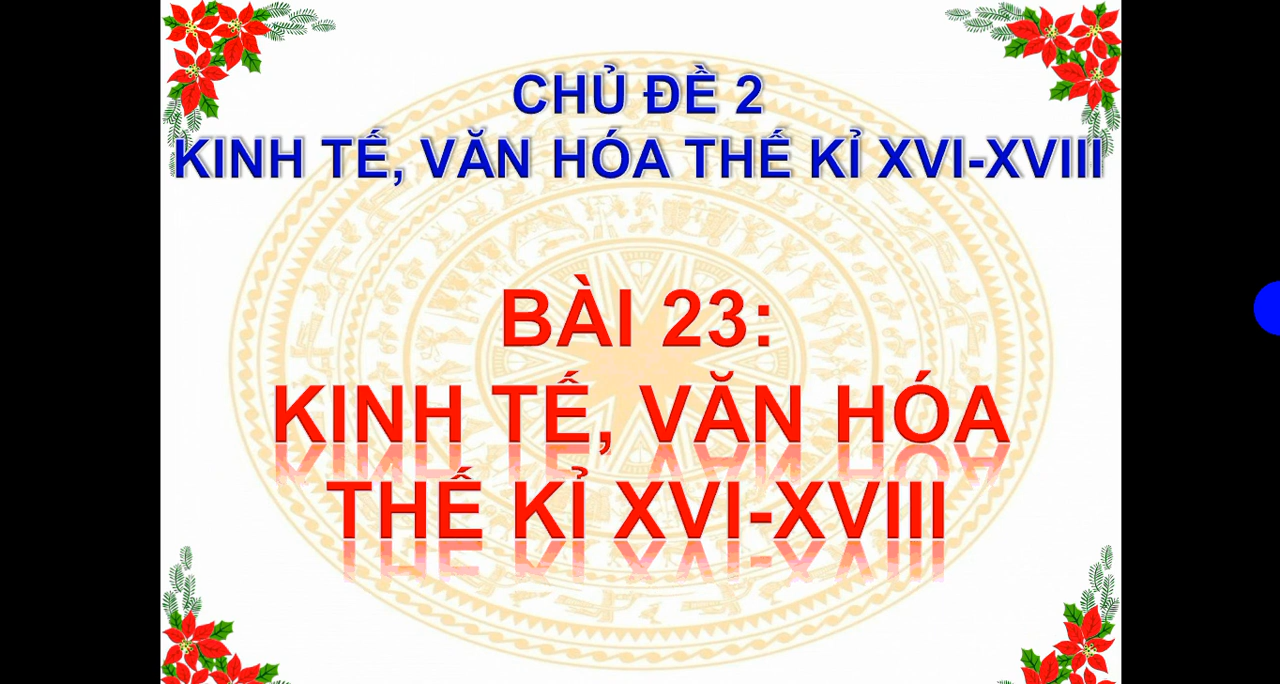 CHỦ ĐỀ 2
KINH TẾ, VĂN HÓA THẾ KỈ XVI-XVIII
BÀI 23:
KINH TẾ, VĂN HÓA
THẾ KỈ XVI-XVIII